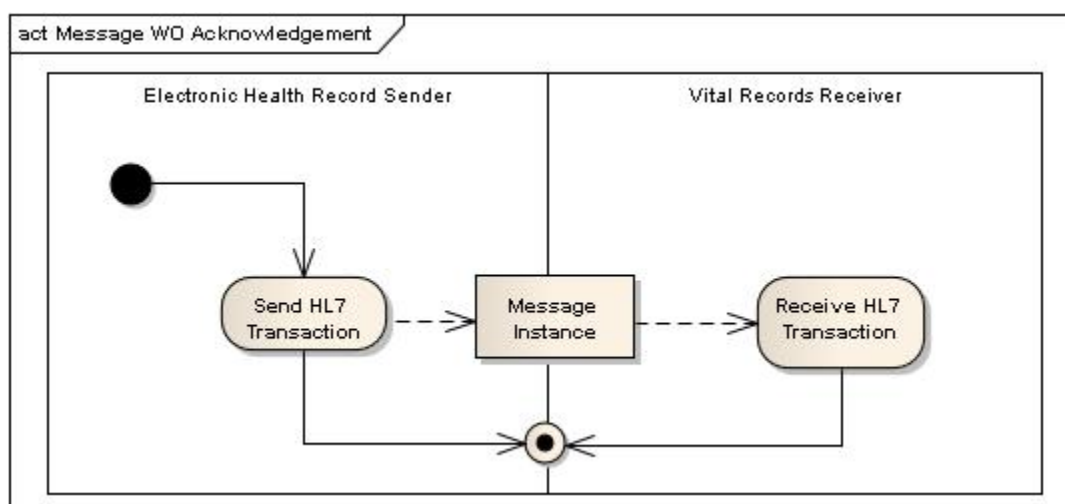 act Message WO Acknowledgement
Electronic Health Record Sender
Vital Records Receiver
Send HL7
Transaction
Message
Instance
Receive HL7
Transaction